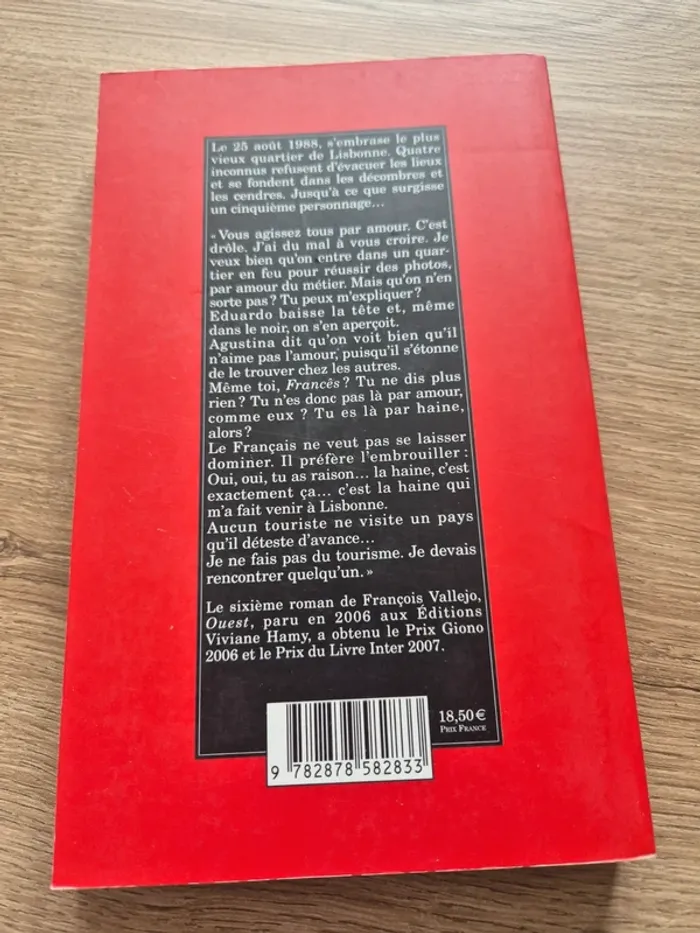 Le 25 août 1988, s'embrase le plus
vieux quartier de Lisbonne. Quatre
inconnus refusent d'évacuer les lieux
et se fondent dans les décombres et
les cendres. Jusqu'à ce que surgisse
un cinquième personnage…
« Vous agissez tous par amour. C'est
drôle. J'ai du mal à vous croire. Je
veux bien qu'on entre dans un quar-
tier en feu pour réussir des photos,
par amour du métier. Mais qu'on n'en
sorte pas ? Tu peux m'expliquer ?
Eduardo baisse la tête et, même
dans le noir, on s'en aperçoit.
Agustina dit qu'on voit bien qu'il
n'aime pas l'amour, puisqu'il s'étonne
de le trouver chez les autres.
Même toi, Francês ? Tu ne dis plus
rien ? Tu n'es donc pas là par amour,
comme eux ? Tu es là par haine,
alors ?
Le Français ne veut pas se laisser
dominer. Il préfère l'embrouiller :
Oui, oui, tu as raison… la haine, c'est
exactement ça… c'est la haine qui
m'a fait venir à Lisbonne.
Aucun touriste ne visite un pays
qu'il déteste d'avance…
Je ne fais pas du tourisme. Je devais
rencontrer quelqu'un. »
Le sixième roman de François Vallejo,
Ouest, paru en 2006 aux Éditions
Viviane Hamy, a obtenu le Prix Giono
2006 et le Prix du Livre Inter 2007.
18,50 €
PRIX FRANCE
9 782878 582833